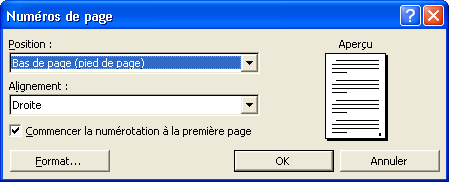 Numéros de page
Position :
Aperçu
Bas de page (pied de page)
Alignement :
Droite
Commencer la numérotation à la première page
Format...
OK
Annuler